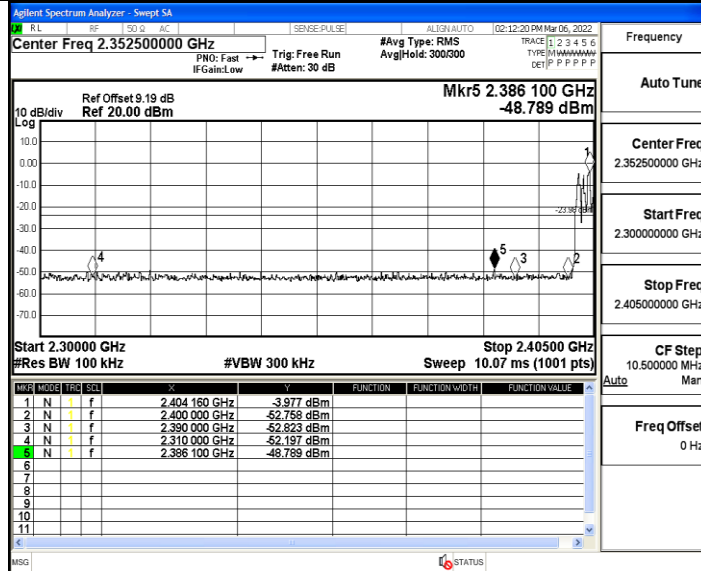 Agilent Spectrum Analyzer - Swept SA
RL RF 50 Ω AC SENSE:PULSE ALIGN AUTO 02:12:20 PM Mar 06, 2022
Center Freq 2.352500000 GHz
PNO: Fast
IFGain:Low
Trig: Free Run
#Atten: 30 dB
#Avg Type: RMS
Avg|Hold: 300/300
TRACE 1 2 3 4 5 6
TYPE M WWWWW
DET P P P P P P
Ref Offset 9.19 dB
Ref 20.00 dBm
10 dB/div
Log
Mkr5 2.386 100 GHz
-48.789 dBm
10.0
0.00
-10.0
-20.0
-30.0
-40.0
-50.0
-60.0
-70.0
1
4
5
3
2
Start 2.30000 GHz Stop 2.40500 GHz
#Res BW 100 kHz #VBW 300 kHz Sweep 10.07 ms (1001 pts)
MKR MODE TRC SCL X Y FUNCTION FUNCTION WIDTH FUNCTION VALUE
1 N 1 f 2.404 160 GHz -3.977 dBm
2 N 1 f 2.400 000 GHz -52.758 dBm
3 N 1 f 2.390 000 GHz -52.823 dBm
4 N 1 f 2.310 000 GHz -52.197 dBm
5 N 1 f 2.386 100 GHz -48.789 dBm
6
7
8
9
10
11
MSG STATUS
Frequency
Auto Tune
Center Freq
2.352500000 GHz
Start Freq
2.300000000 GHz
Stop Freq
2.405000000 GHz
CF Step
10.500000 MHz
Auto Man
Freq Offset
0 Hz